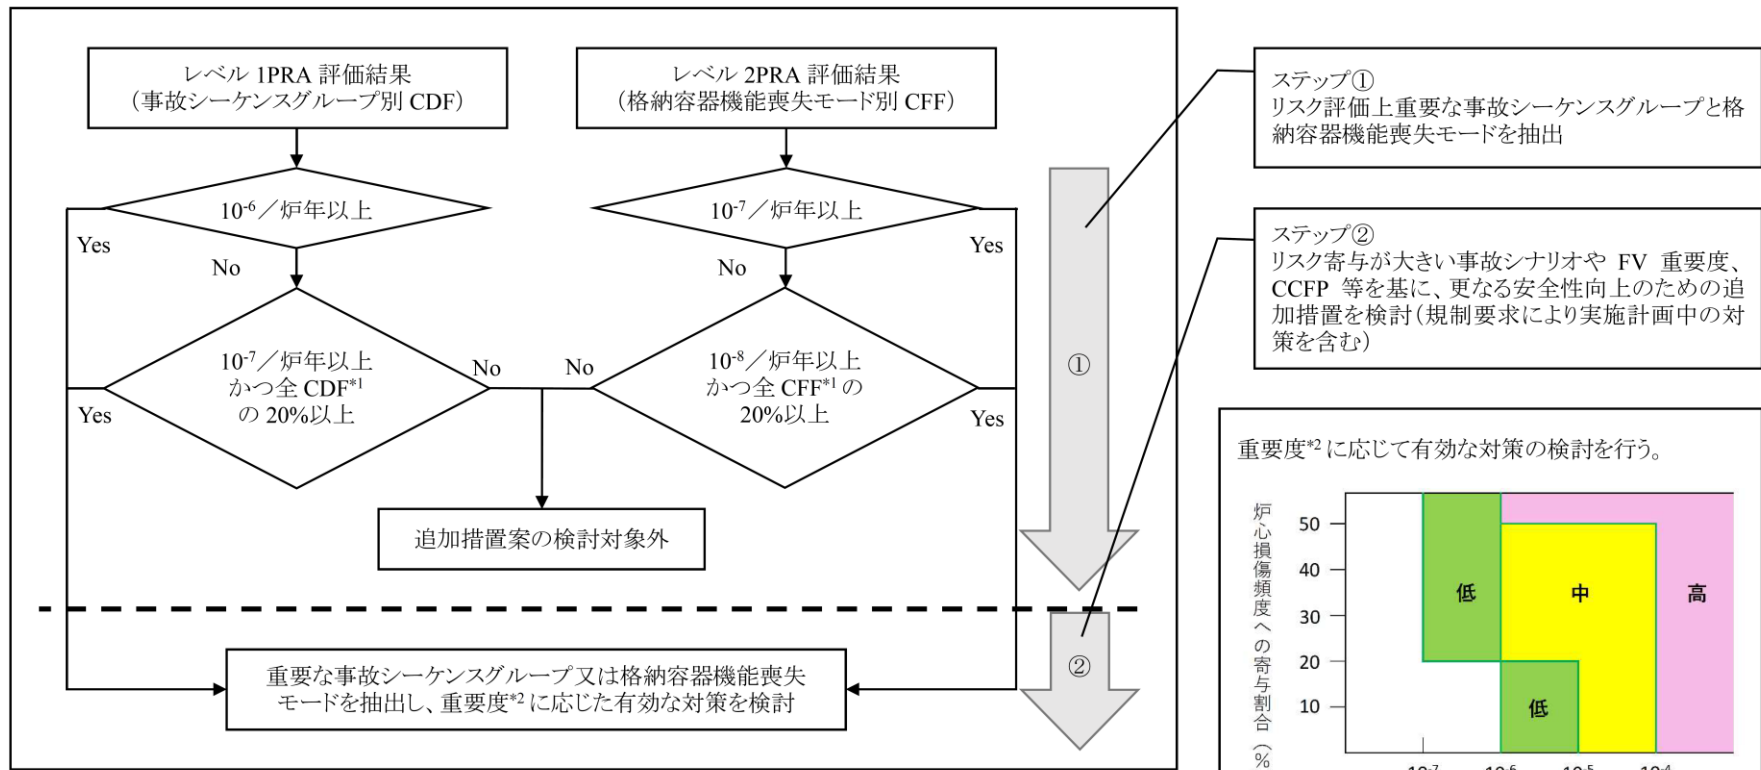 レベル 1PRA 評価結果
(事故シーケンスグループ別 CDF)
レベル 2PRA 評価結果
(格納容器機能喪失モード別 CFF)
10-6／炉年以上
10-7／炉年以上
Yes
No
No
Yes
10-7／炉年以上
かつ全 CDF*1
の 20%以上
No
No
10-8／炉年以上
かつ全 CFF*1 の
20%以上
Yes
Yes
追加措置案の検討対象外
重要な事故シーケンスグループ又は格納容器機能喪失
モードを抽出し、重要度*2 に応じた有効な対策を検討
①
②
ステップ①
リスク評価上重要な事故シーケンスグループと格
納容器機能喪失モードを抽出
ステップ②
リスク寄与が大きい事故シナリオや FV 重要度、
CCFP 等を基に、更なる安全性向上のための追
加措置を検討(規制要求により実施計画中の対
策を含む)
重要度*2 に応じて有効な対策の検討を行う。
炉心損傷頻度への寄与割合 (%
50
40
30
20
10
低
中
高
低
10-7
10-6
10-5
10-4